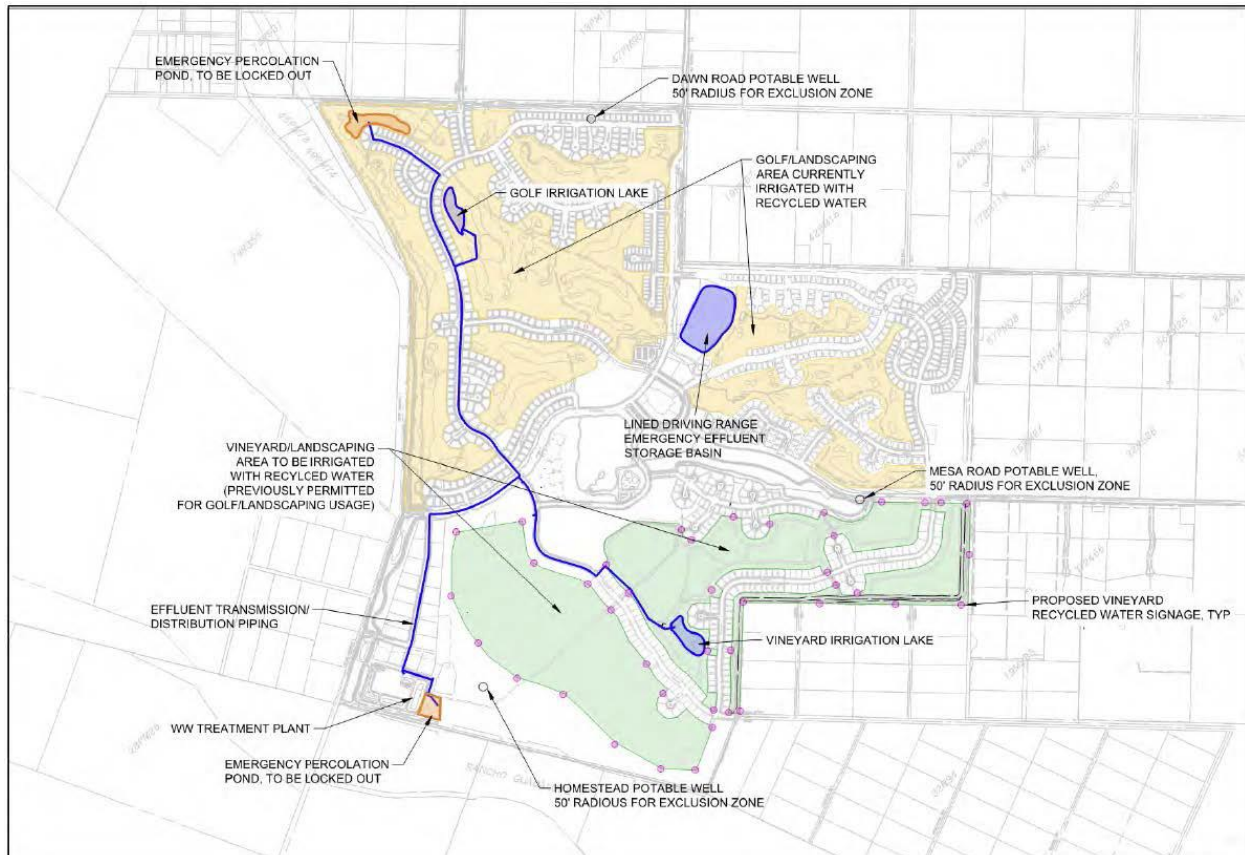 EMERGENCY PERCOLATION
POND, TO BE LOCKED OUT
DAWN ROAD POTABLE WELL
50' RADIUS FOR EXCLUSION ZONE
GOLF/LANDSCAPING
AREA CURRENTLY
IRRIGATED WITH
RECYCLED WATER
GOLF IRRIGATION LAKE
LINED DRIVING RANGE
EMERGENCY EFFLUENT
STORAGE BASIN
VINEYARD/LANDSCAPING
AREA TO BE IRRIGATED
WITH RECYLCED WATER
(PREVIOUSLY PERMITTED
FOR GOLF/LANDSCAPING USAGE)
MESA ROAD POTABLE WELL,
50' RADIUS FOR EXCLUSION ZONE
EFFLUENT TRANSMISSION/
DISTRIBUTION PIPING
PROPOSED VINEYARD
RECYCLED WATER SIGNAGE, TYP
VINEYARD IRRIGATION LAKE
WW TREATMENT PLANT
EMERGENCY PERCOLATION
POND, TO BE LOCKED OUT
HOMESTEAD POTABLE WELL
50' RADIOUS FOR EXCLUSION ZONE
RANCHO